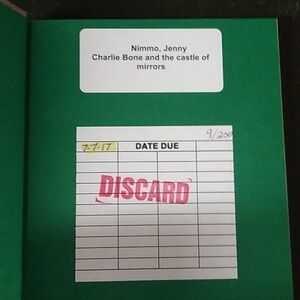 Nimmo, Jenny
Charlie Bone and the castle of
mirrors
9/200
7-7-17
DATE DUE
DISCARD